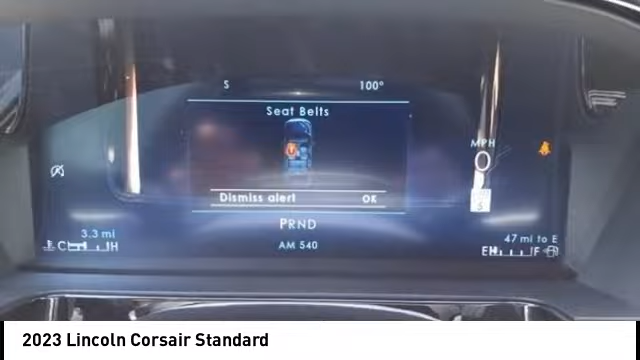 S 100°
Seat Belts
MPH
0
Dismiss alert OK
S
3.3 mi PRND 47 mi to E
C H AM 540 E F
2023 Lincoln Corsair Standard